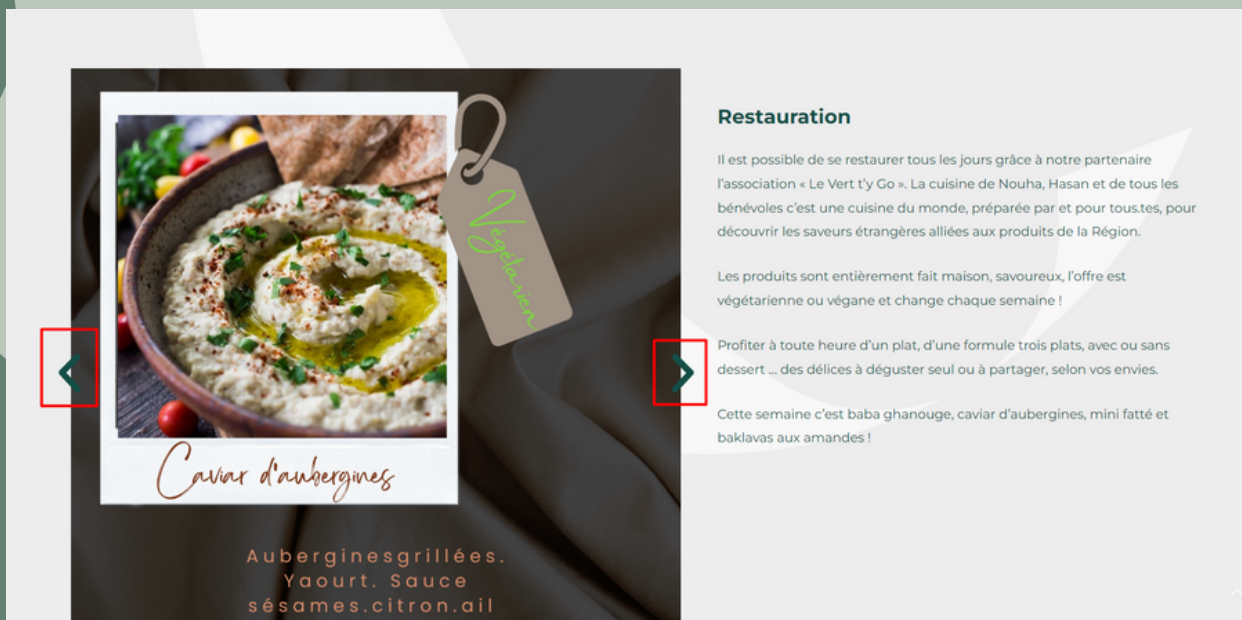 Végétarien
Caviar d'aubergines
Auberginesgrillées.
Yaourt. Sauce
sésames.citron.ail
Restauration
Il est possible de se restaurer tous les jours grâce à notre partenaire
l'association « Le Vert t'y Go ». La cuisine de Nouha, Hasan et de tous les
bénévoles c'est une cuisine du monde, préparée par et pour tous.tes, pour
découvrir les saveurs étrangères alliées aux produits de la Région.
Les produits sont entièrement fait maison, savoureux, l'offre est
végétarienne ou végane et change chaque semaine !
Profiter à toute heure d'un plat, d'une formule trois plats, avec ou sans
dessert ... des délices à déguster seul ou à partager, selon vos envies.
Cette semaine c'est baba ghanouge, caviar d'aubergines, mini fatté et
baklavas aux amandes !